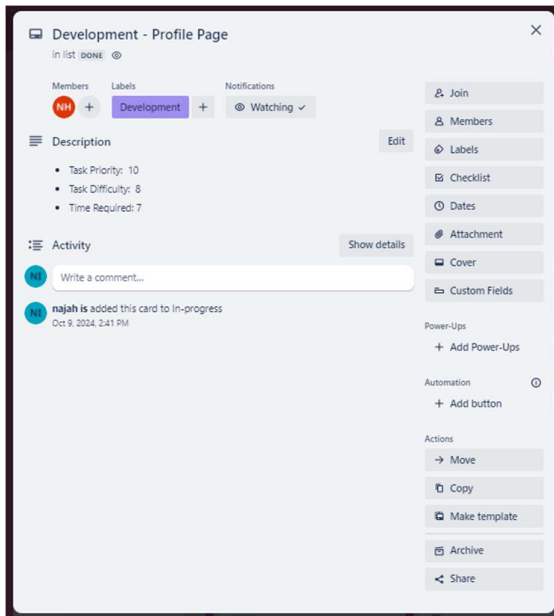 Development - Profile Page
in list DONE
Members Labels Notifications
NH + Development + Watching
Description Edit
Task Priority: 10
Task Difficulty: 8
Time Required: 7
Activity Show details
NI Write a comment...
NI najah is added this card to In-progress
Oct 9, 2024, 2:41 PM
Join
Members
Labels
Checklist
Dates
Attachment
Cover
Custom Fields
Power-Ups
+ Add Power-Ups
Automation
+ Add button
Actions
Move
Copy
Make template
Archive
Share